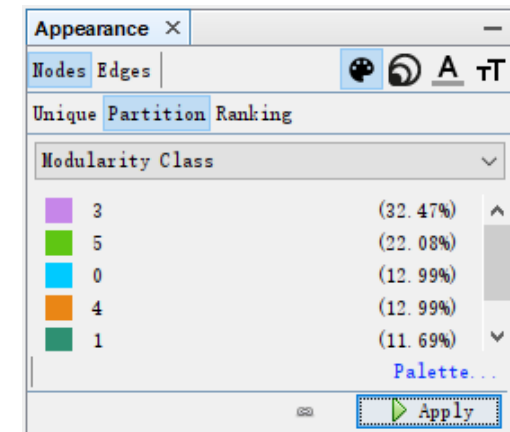 Appearance ×
Nodes Edges A TT
Unique Partition Ranking
Modularity Class
3 (32.47%)
5 (22.08%)
0 (12.99%)
4 (12.99%)
1 (11.69%)
Palette...
Apply